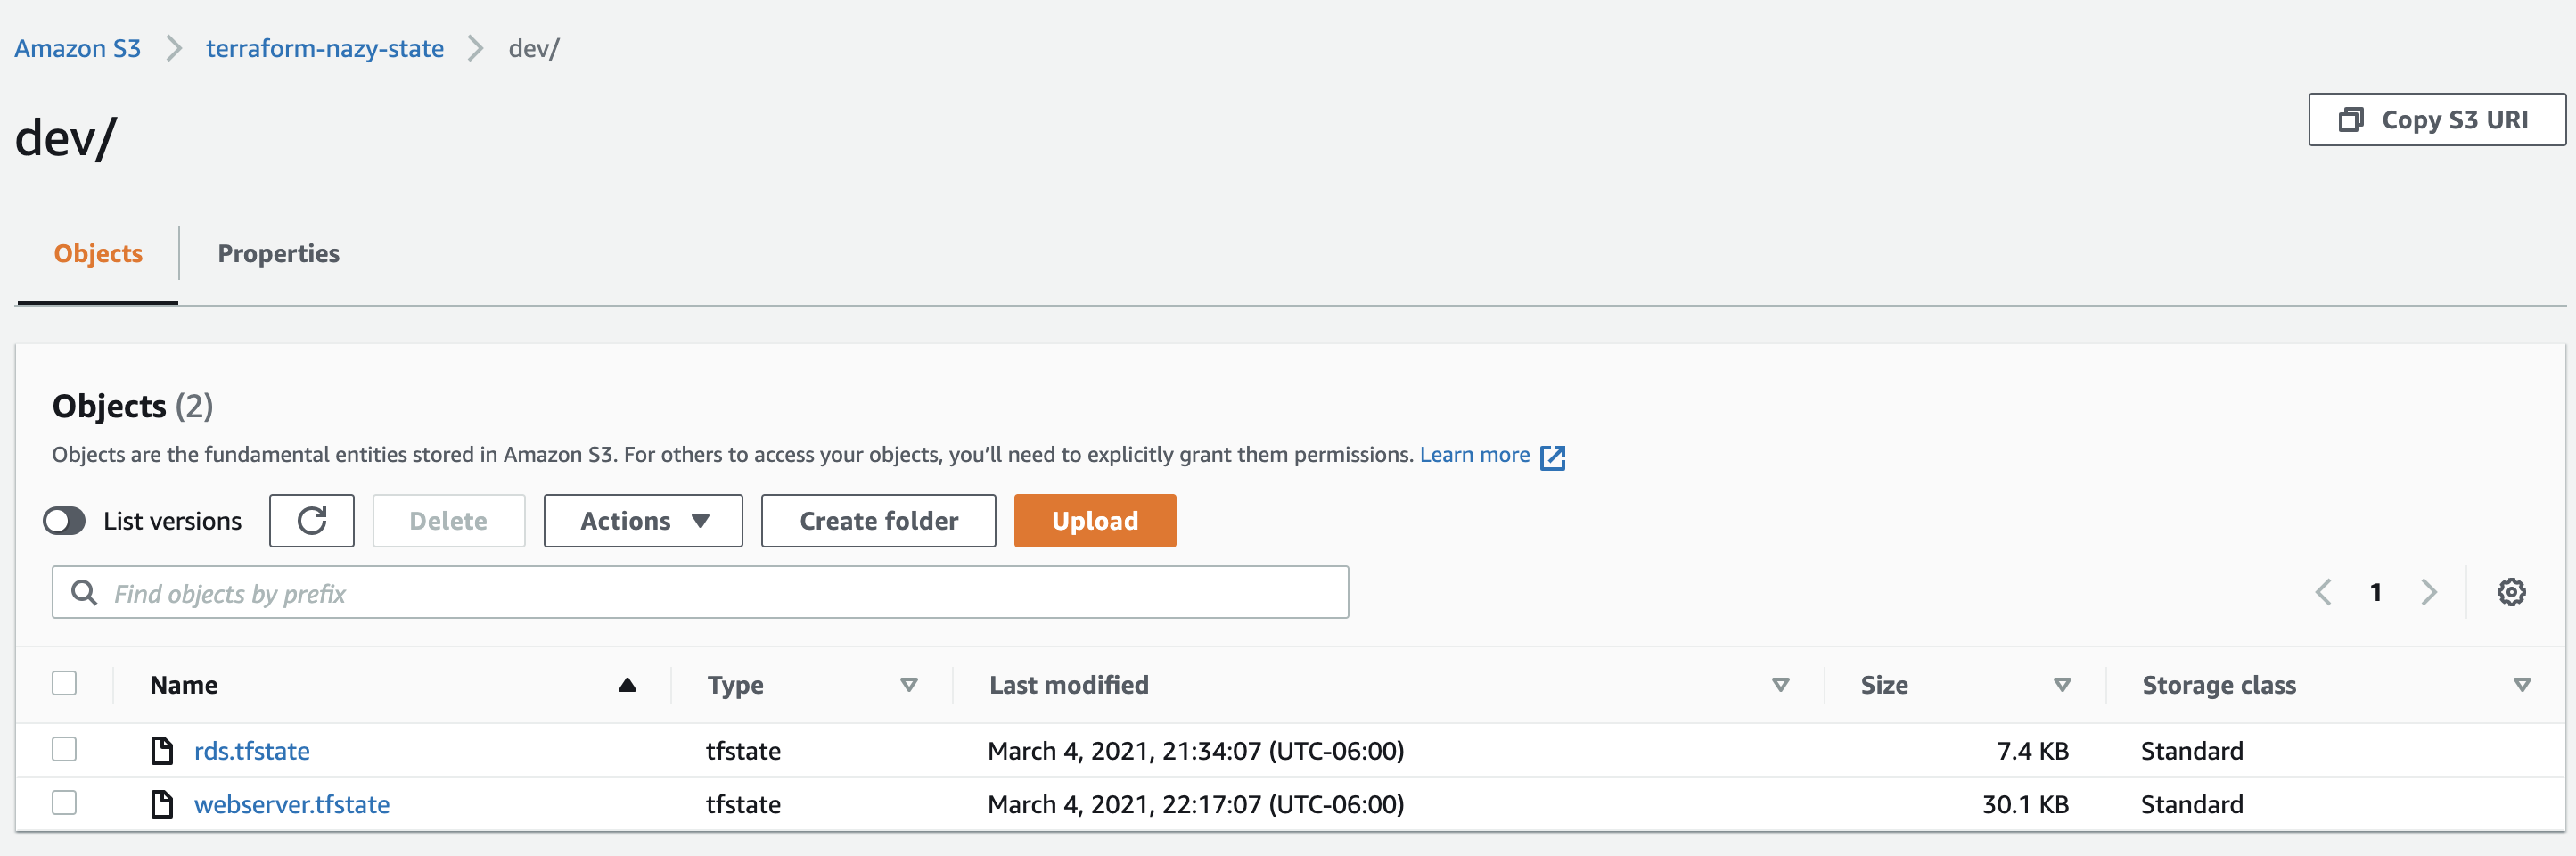 Amazon S3 terraform-nazy-state dev/
dev/
Copy S3 URI
Objects Properties
Objects (2)
Objects are the fundamental entities stored in Amazon S3. For others to access your objects, you’ll need to explicitly grant them permissions. Learn more
List versions Delete Actions Create folder Upload
Find objects by prefix 1
Name Type Last modified Size Storage class
rds.tfstate tfstate March 4, 2021, 21:34:07 (UTC-06:00) 7.4 KB Standard
webserver.tfstate tfstate March 4, 2021, 22:17:07 (UTC-06:00) 30.1 KB Standard